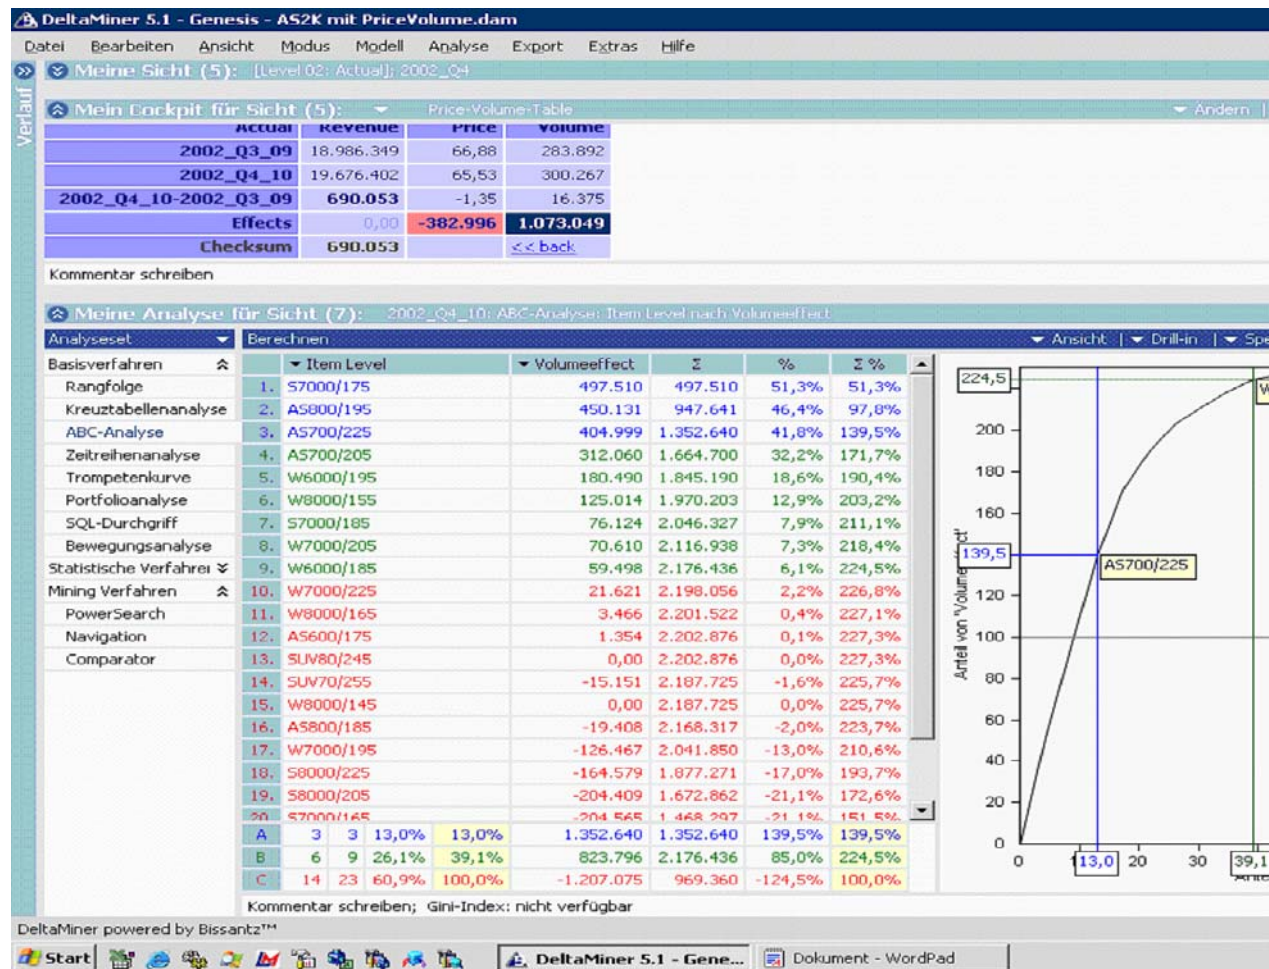 DeltaMiner 5.1 - Genesis - AS2K mit PriceVolume.dam
Datei Bearbeiten Ansicht Modus Modell Analyse Export Extras Hilfe
Meine Sicht (5): [Level 02: Actual]; 2002_Q4
Verlauf
Mein Cockpit für Sicht (5): Price-Volume-Table Ändern |
Actual Revenue Price Volume
2002_Q3_09 18.986.349 66,88 283.892
2002_Q4_10 19.676.402 65,53 300.267
2002_Q4_10-2002_Q3_09 690.053 -1,35 16.375
Effects 0,00 -382.996 1.073.049
Checksum 690.053 << back
Kommentar schreiben
Meine Analyse für Sicht (7): 2002_Q4_10: ABC-Analyse: Item Level nach Volumeeffect
Analyseset Berechnen Ansicht | Drill-in | Spe
Basisverfahren
Rangfolge
Kreuztabellenanalyse
ABC-Analyse
Zeitreihenanalyse
Trompetenkurve
Portfolioanalyse
SQL-Durchgriff
Bewegungsanalyse
Statistische Verfahrei
Mining Verfahren
PowerSearch
Navigation
Comparator
Item Level Volumeeffect Σ % Σ %
1. S7000/175 497.510 497.510 51,3% 51,3%
2. AS800/195 450.131 947.641 46,4% 97,8%
3. AS700/225 404.999 1.352.640 41,8% 139,5%
4. AS700/205 312.060 1.664.700 32,2% 171,7%
5. W6000/195 180.490 1.845.190 18,6% 190,4%
6. W8000/155 125.014 1.970.203 12,9% 203,2%
7. S7000/185 76.124 2.046.327 7,9% 211,1%
8. W7000/205 70.610 2.116.938 7,3% 218,4%
9. W6000/185 59.498 2.176.436 6,1% 224,5%
10. W7000/225 21.621 2.198.056 2,2% 226,8%
11. W8000/165 3.466 2.201.522 0,4% 227,1%
12. AS600/175 1.354 2.202.876 0,1% 227,3%
13. SUV80/245 0,00 2.202.876 0,0% 227,3%
14. SUV70/255 -15.151 2.187.725 -1,6% 225,7%
15. W8000/145 0,00 2.187.725 0,0% 225,7%
16. AS800/185 -19.408 2.168.317 -2,0% 223,7%
17. W7000/195 -126.467 2.041.850 -13,0% 210,6%
18. S8000/225 -164.579 1.877.271 -17,0% 193,7%
19. S8000/205 -204.409 1.672.862 -21,1% 172,6%
20. S7000/165 -204.565 1.468.297 -21,1% 151,5%
A 3 3 13,0% 13,0% 1.352.640 1.352.640 139,5% 139,5%
B 6 9 26,1% 39,1% 823.796 2.176.436 85,0% 224,5%
C 14 23 60,9% 100,0% -1.207.075 969.360 -124,5% 100,0%
Kommentar schreiben; Gini-Index: nicht verfügbar
224,5
W
200
180
160
139,5
AS700/225
120
100
80
60
40
20
0
Anteil von 'Volumeeffect'
0 13,0 20 30 39,1
DeltaMiner powered by Bissantz™
Start DeltaMiner 5.1 - Gene... Dokument - WordPad